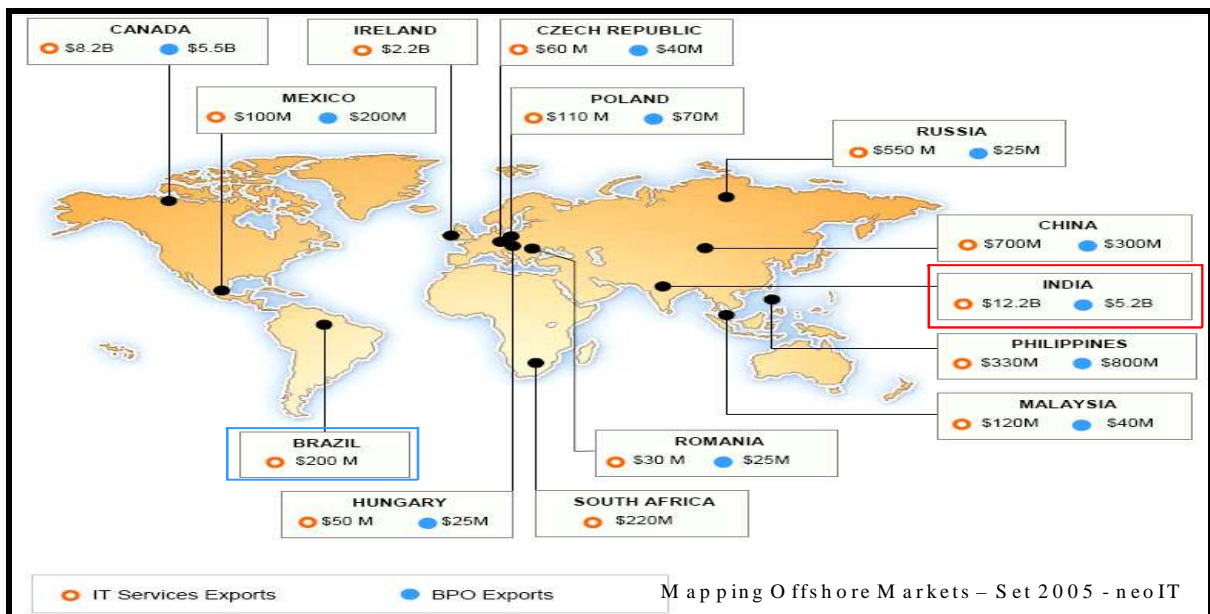 CANADA
$8.2B $5.5B
IRELAND
$2.2B
CZECH REPUBLIC
$60 M $40M
MEXICO
$100M $200M
POLAND
$110 M $70M
RUSSIA
$550 M $25M
CHINA
$700M $300M
INDIA
$12.2B $5.2B
PHILIPPINES
$330M $800M
MALAYSIA
$120M $40M
BRAZIL
$200 M
ROMANIA
$30 M $25M
HUNGARY
$50 M $25M
SOUTH AFRICA
$220M
IT Services Exports BPO Exports
Mapping Offshore Markets – Set 2005 - neoIT